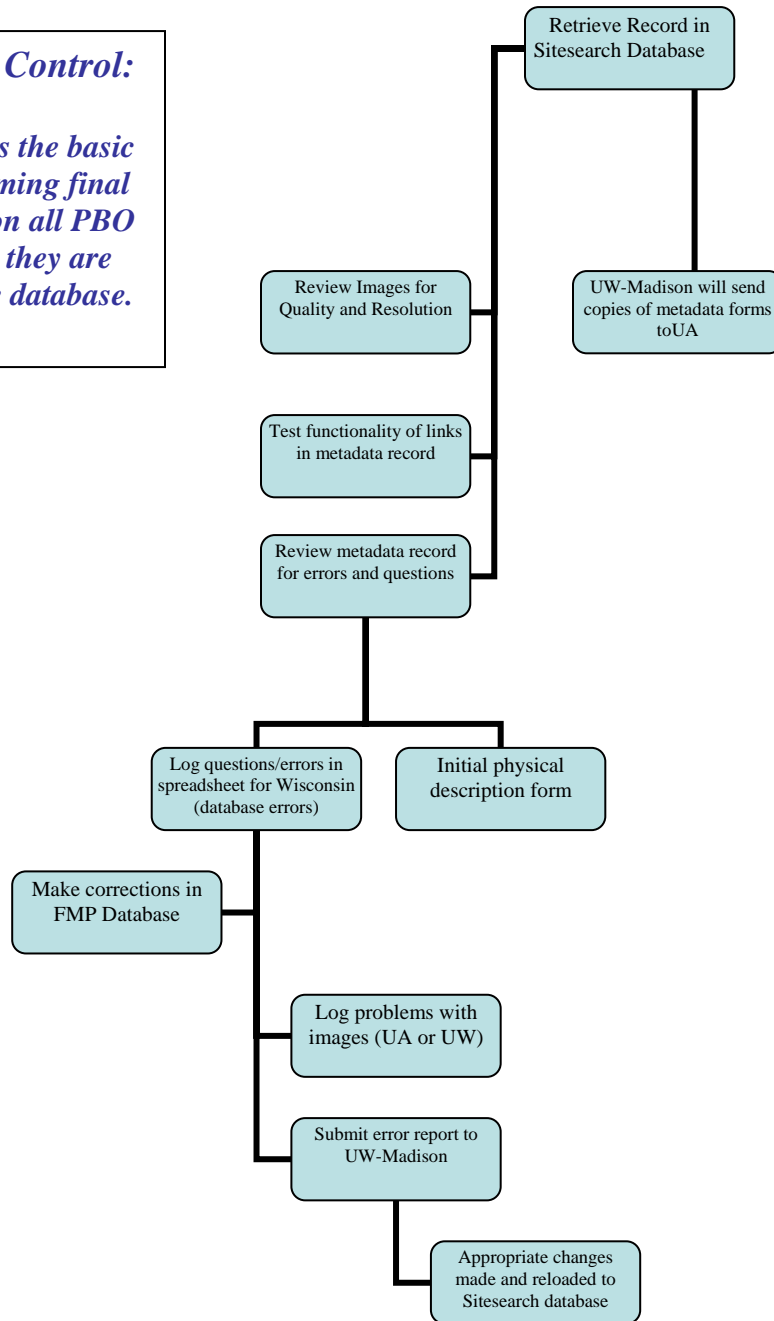 Control:
s the basic
ming final
on all PBO
they are
database.
Retrieve Record in
Sitesearch Database
Review Images for
Quality and Resolution
UW-Madison will send
copies of metadata forms
toUA
Test functionality of links
in metadata record
Review metadata record
for errors and questions
Log questions/errors in
spreadsheet for Wisconsin
(database errors)
Initial physical
description form
Make corrections in
FMP Database
Log problems with
images (UA or UW)
Submit error report to
UW-Madison
Appropriate changes
made and reloaded to
Sitesearch database